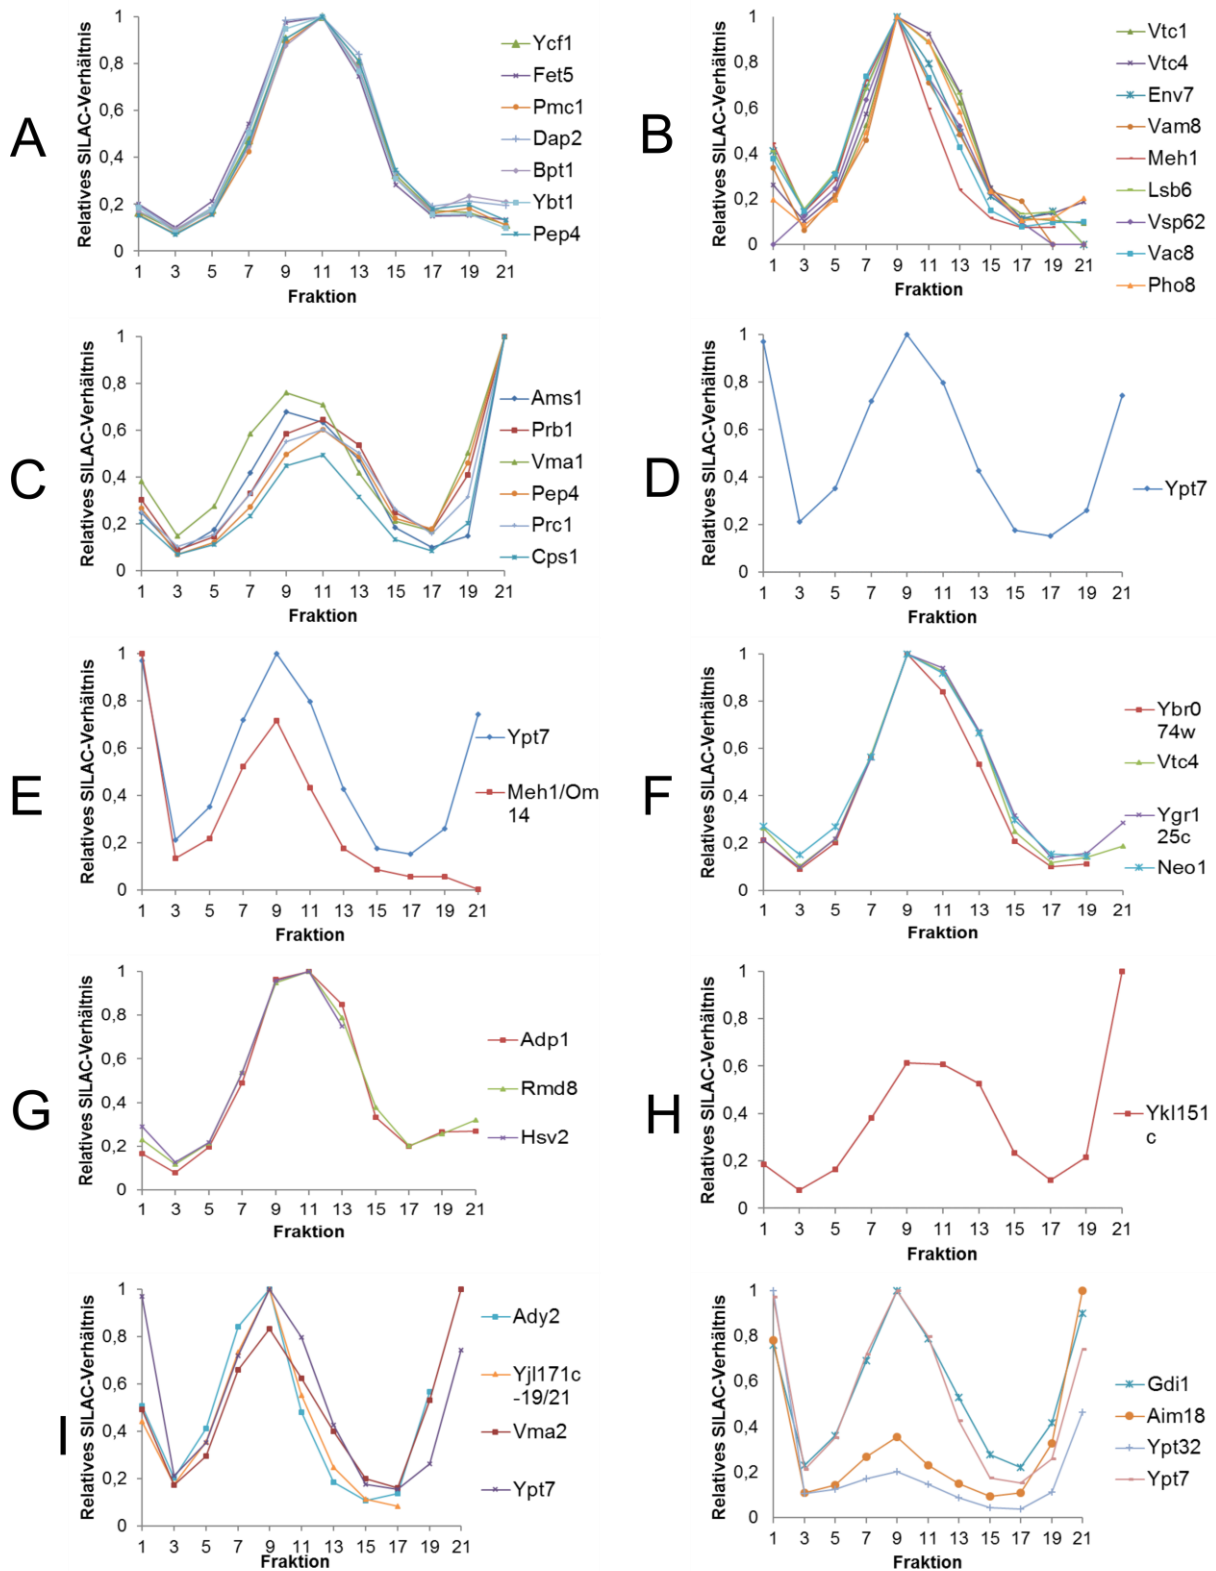 A
Relatives SILAC-Verhältnis
1
0,8
0,6
0,4
0,2
0
1 3 5 7 9 11 13 15 17 19 21
Fraktion
Ycf1
Fet5
Pmc1
Dap2
Bpt1
Ybt1
Pep4
B
Relatives SILAC-Verhältnis
1
0,8
0,6
0,4
0,2
0
1 3 5 7 9 11 13 15 17 19 21
Fraktion
Vtc1
Vtc4
Env7
Vam8
Meh1
Lsb6
Vsp62
Vac8
Pho8
C
Relatives SILAC-Verhältnis
1
0,8
0,6
0,4
0,2
0
1 3 5 7 9 11 13 15 17 19 21
Fraktion
Ams1
Prb1
Vma1
Pep4
Prc1
Cps1
D
Relatives SILAC-Verhältnis
1
0,8
0,6
0,4
0,2
0
1 3 5 7 9 11 13 15 17 19 21
Fraktion
Ypt7
E
Relatives SILAC-Verhältnis
1
0,8
0,6
0,4
0,2
0
1 3 5 7 9 11 13 15 17 19 21
Fraktion
Ypt7
Meh1/Om
14
F
Relatives SILAC-Verhältnis
1
0,8
0,6
0,4
0,2
0
1 3 5 7 9 11 13 15 17 19 21
Fraktion
Ybr0
74w
Vtc4
Ygr1
25c
Neo1
G
Relatives SILAC-Verhältnis
1
0,8
0,6
0,4
0,2
0
1 3 5 7 9 11 13 15 17 19 21
Fraktion
Adp1
Rmd8
Hsv2
H
Relatives SILAC-Verhältnis
1
0,8
0,6
0,4
0,2
0
1 3 5 7 9 11 13 15 17 19 21
Fraktion
Ykl151
c
I
Relatives SILAC-Verhältnis
1
0,8
0,6
0,4
0,2
0
1 3 5 7 9 11 13 15 17 19 21
Fraktion
Ady2
Yjl171c
-19/21
Vma2
Ypt7
Relatives SILAC-Verhältnis
1
0,8
0,6
0,4
0,2
0
1 3 5 7 9 11 13 15 17 19 21
Fraktion
Gdi1
Aim18
Ypt32
Ypt7